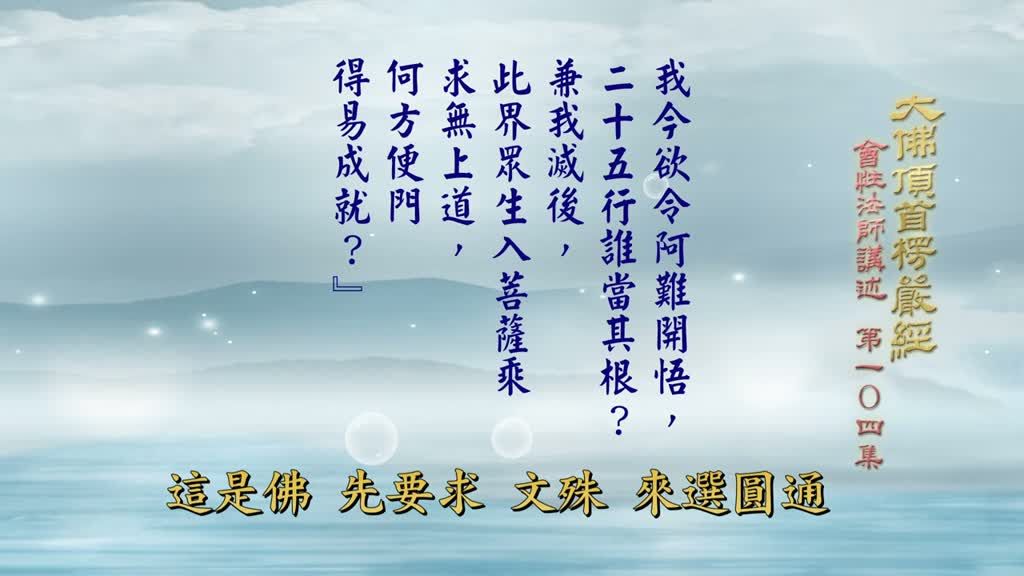 大佛頂首楞嚴經
會性法師講述 第一〇四集
我今欲令阿難開悟，
二十五行誰當其根？
兼我滅後，
此界眾生入菩薩乘
求無上道，
何方便門
得易成就？』
這是佛 先要求 文殊 來選圓通